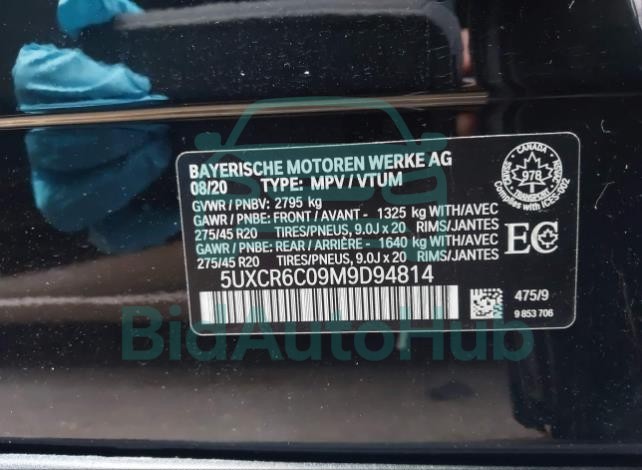 BAYERISCHE MOTOREN WERKE AG
08/20 TYPE: MPV / VTUM
GVWR / PNBV: 2795 kg
GAWR / PNBE: FRONT / AVANT - 1325 kg WITH/AVEC
275/45 R20 TIRES/PNEUS, 9.0J x 20 RIMS/JANTES
GAWR / PNBE: REAR / ARRIÈRE - 1640 kg WITH/AVEC
275/45 R20 TIRES/PNEUS, 9.0J x 20 RIMS/JANTES
5UXCR6C09M9D94814
CANADA
978
TRANSPORT
Complies with ICES-002
EC
475/9
9 853 706
BidAutoHub